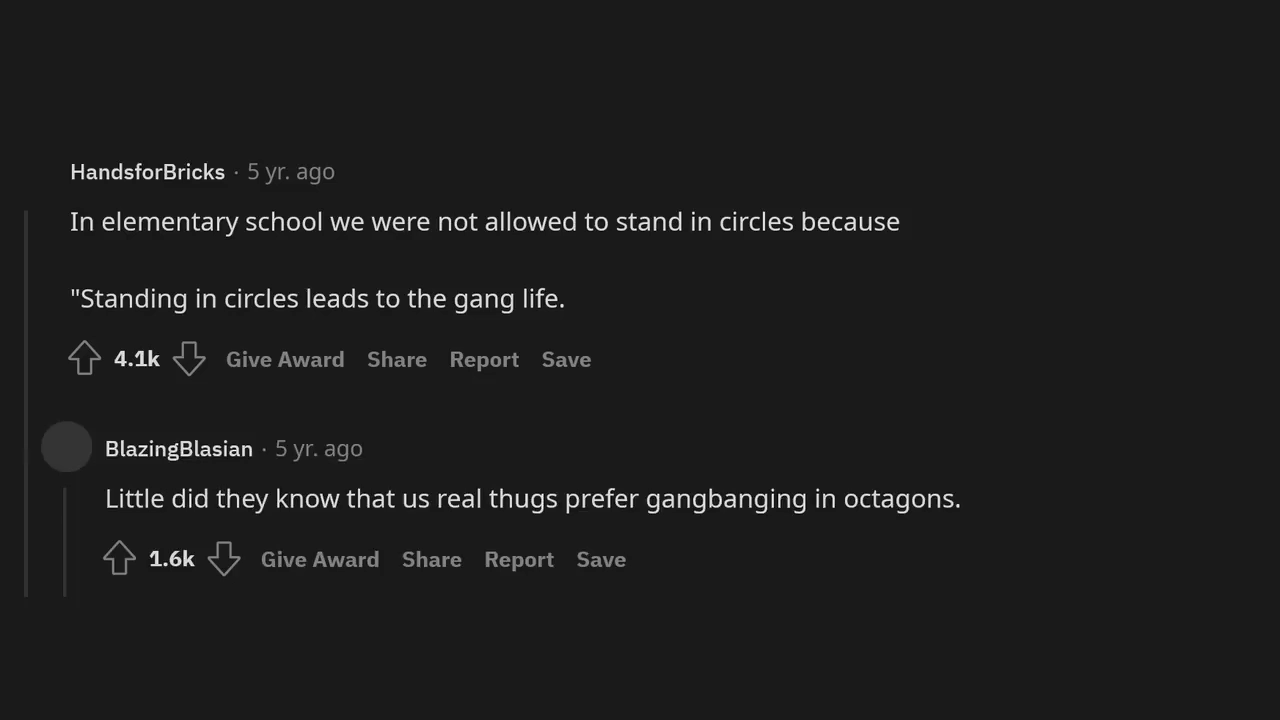 HandsforBricks · 5 yr. ago
In elementary school we were not allowed to stand in circles because
"Standing in circles leads to the gang life.
4.1k Give Award Share Report Save
BlazingBlasian · 5 yr. ago
Little did they know that us real thugs prefer gangbanging in octagons.
1.6k Give Award Share Report Save